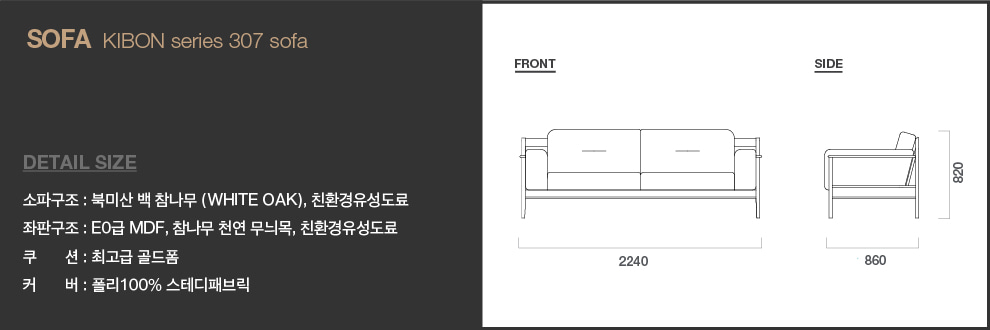 SOFA KIBON series 307 sofa
DETAIL SIZE
소파구조 : 북미산 백 참나무 (WHITE OAK), 친환경유성도료
좌판구조 : E0급 MDF, 참나무 천연 무늬목, 친환경유성도료
쿠 션 : 최고급 골드폼
커 버 : 폴리100% 스테디패브릭
FRONT
SIDE
820
2240
860